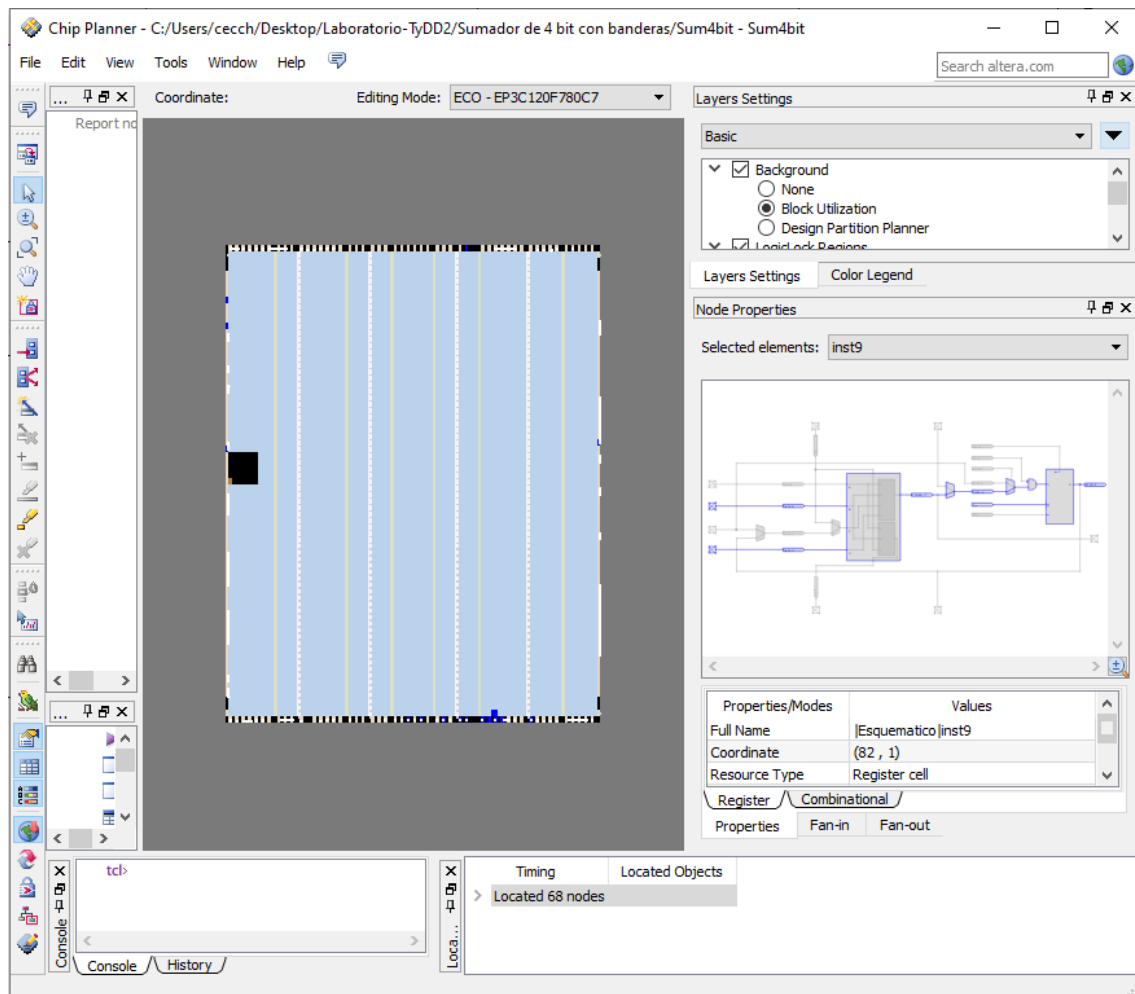 Chip Planner - C:/Users/cecch/Desktop/Laboratorio-TyDD2/Sumador de 4 bit con banderas/Sum4bit - Sum4bit
File Edit View Tools Window Help
Search altera.com
...
Coordinate:
Editing Mode: ECO - EP3C120F780C7
Report no
Layers Settings
Basic
Background
None
Block Utilization
Design Partition Planner
LogicLock Regions
Layers Settings Color Legend
Node Properties
Selected elements: inst9
...
Properties/Modes Values
Full Name |Esquematico|inst9
Coordinate (82 , 1)
Resource Type Register cell
Register Combinational
Properties Fan-in Fan-out
Console
tcl>
Console History
Loca...
Timing Located Objects
Located 68 nodes